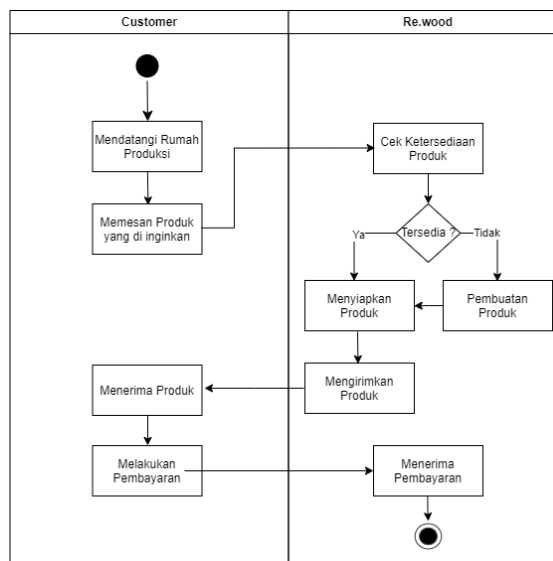 Customer
Re.wood
Mendatangi Rumah
Produksi
Memesan Produk
yang di inginkan
Cek Ketersediaan
Produk
Tersedia ?
Ya
Tidak
Menyiapkan
Produk
Pembuatan
Produk
Mengirimkan
Produk
Menerima Produk
Melakukan
Pembayaran
Menerima
Pembayaran